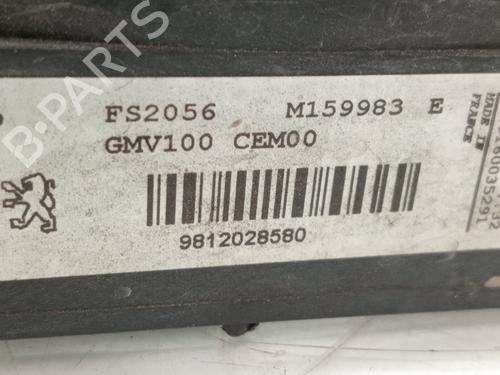 FS2056 M159983 E
GMV100 CEM00
9812028580
MADE IN
FRANCE
B-PARTS